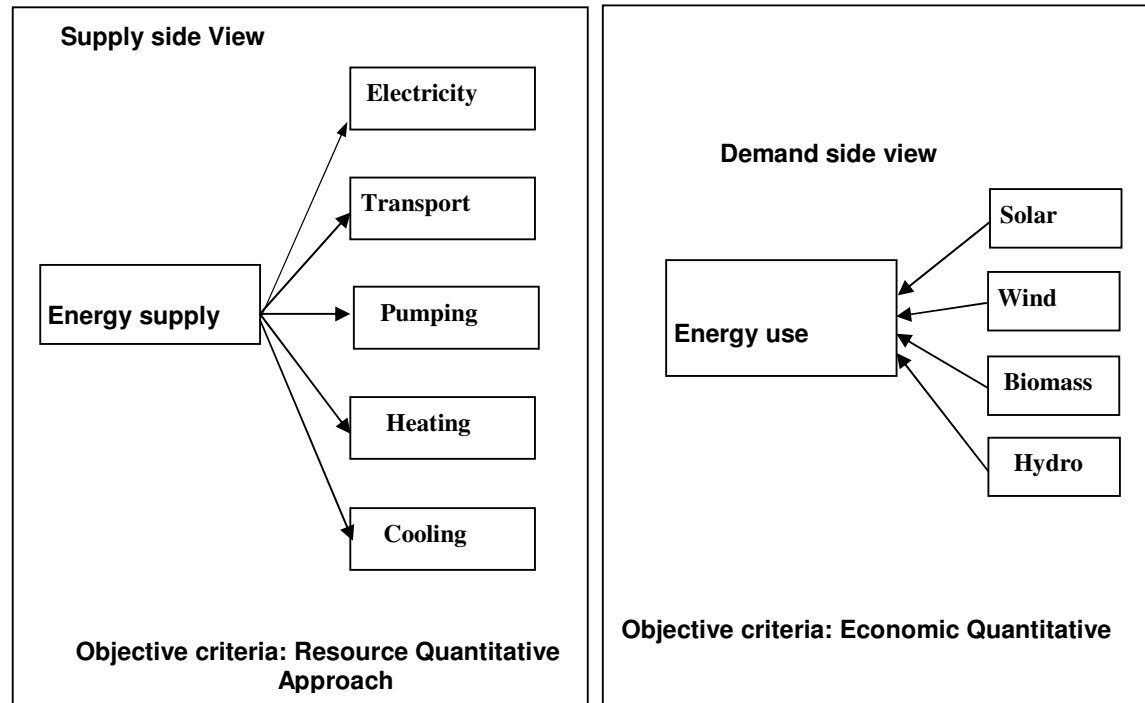 Supply side View
Electricity
Transport
Energy supply
Pumping
Heating
Cooling
Objective criteria: Resource Quantitative
Approach
Demand side view
Solar
Wind
Energy use
Biomass
Hydro
Objective criteria: Economic Quantitative